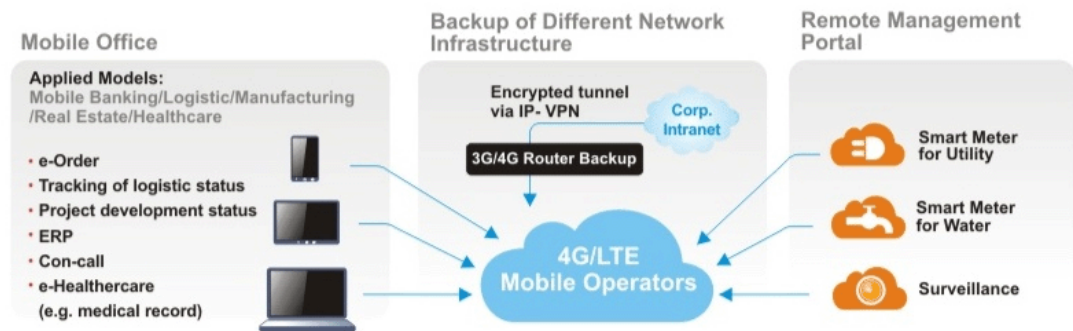 Mobile Office
Applied Models:
Mobile Banking/Logistic/Manufacturing
/Real Estate/Healthcare
• e-Order
• Tracking of logistic status
• Project development status
• ERP
• Con-call
• e-Healthercare
(e.g. medical record)
Backup of Different Network
Infrastructure
Encrypted tunnel
via IP- VPN
Corp.
Intranet
3G/4G Router Backup
4G/LTE
Mobile Operators
Remote Management
Portal
Smart Meter
for Utility
Smart Meter
for Water
Surveillance